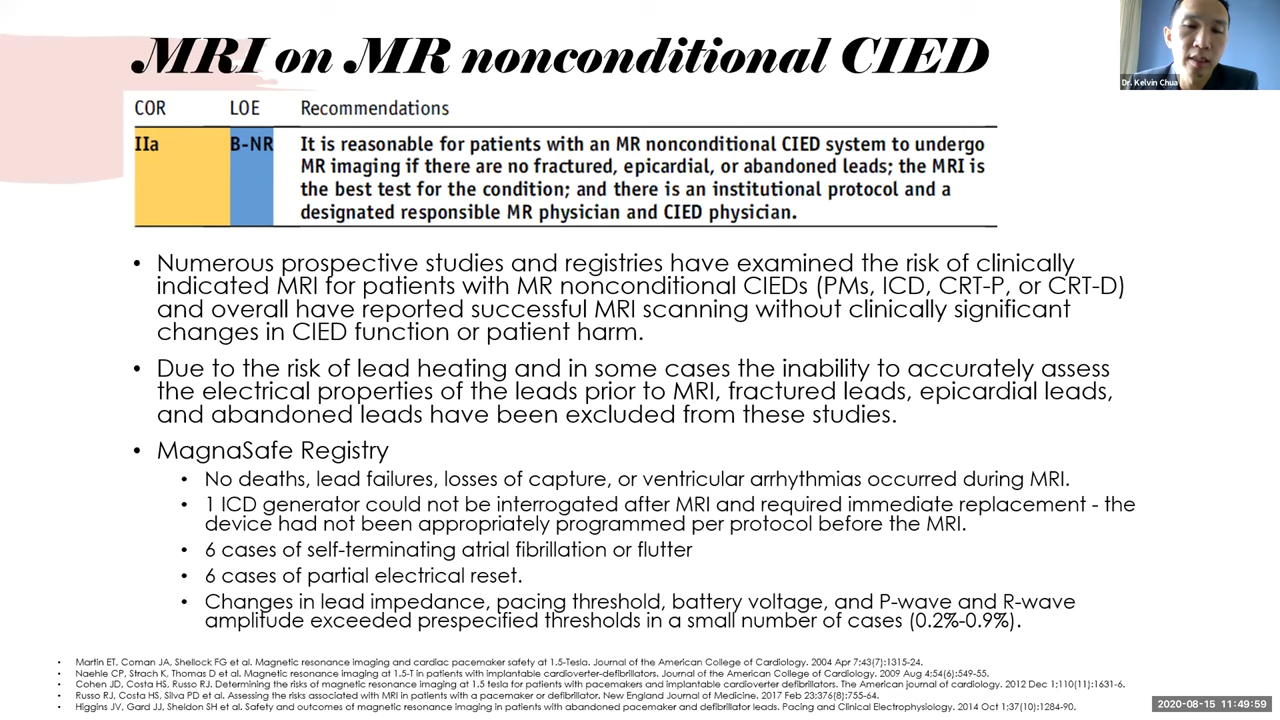 MRI on MR nonconditional CIED
Dr. Kelvin Chua
COR LOE Recommendations
IIa B-NR It is reasonable for patients with an MR nonconditional CIED system to undergo
MR imaging if there are no fractured, epicardial, or abandoned leads; the MRI is
the best test for the condition; and there is an institutional protocol and a
designated responsible MR physician and CIED physician.
• Numerous prospective studies and registries have examined the risk of clinically
indicated MRI for patients with MR nonconditional CIEDs (PMs, ICD, CRT-P, or CRT-D)
and overall have reported successful MRI scanning without clinically significant
changes in CIED function or patient harm.
• Due to the risk of lead heating and in some cases the inability to accurately assess
the electrical properties of the leads prior to MRI, fractured leads, epicardial leads,
and abandoned leads have been excluded from these studies.
• MagnaSafe Registry
• No deaths, lead failures, losses of capture, or ventricular arrhythmias occurred during MRI.
• 1 ICD generator could not be interrogated after MRI and required immediate replacement - the
device had not been appropriately programmed per protocol before the MRI.
• 6 cases of self-terminating atrial fibrillation or flutter
• 6 cases of partial electrical reset.
• Changes in lead impedance, pacing threshold, battery voltage, and P-wave and R-wave
amplitude exceeded prespecified thresholds in a small number of cases (0.2%-0.9%).
• Martin ET, Coman JA, Shellock FG et al. Magnetic resonance imaging and cardiac pacemaker safety at 1.5-Tesla. Journal of the American College of Cardiology. 2004 Apr 7;43(7):1315-24.
• Naehle CP, Strach K, Thomas D et al. Magnetic resonance imaging at 1.5-T in patients with implantable cardioverter-defibrillators. Journal of the American College of Cardiology. 2009 Aug 4;54(6):549-55.
• Cohen JD, Costa HS, Russo RJ. Determining the risks of magnetic resonance imaging at 1.5 tesla for patients with pacemakers and implantable cardioverter defibrillators. The American journal of cardiology. 2012 Dec 1;110(11):1631-6.
• Russo RJ, Costa HS, Silva PD et al. Assessing the risks associated with MRI in patients with a pacemaker or defibrillator. New England Journal of Medicine. 2017 Feb 23;376(8):755-64.
• Higgins JV, Gard JJ, Sheldon SH et al. Safety and outcomes of magnetic resonance imaging in patients with abandoned pacemaker and defibrillator leads. Pacing and Clinical Electrophysiology. 2014 Oct 1;37(10):1284-90.
2020-08-15 11:49:59